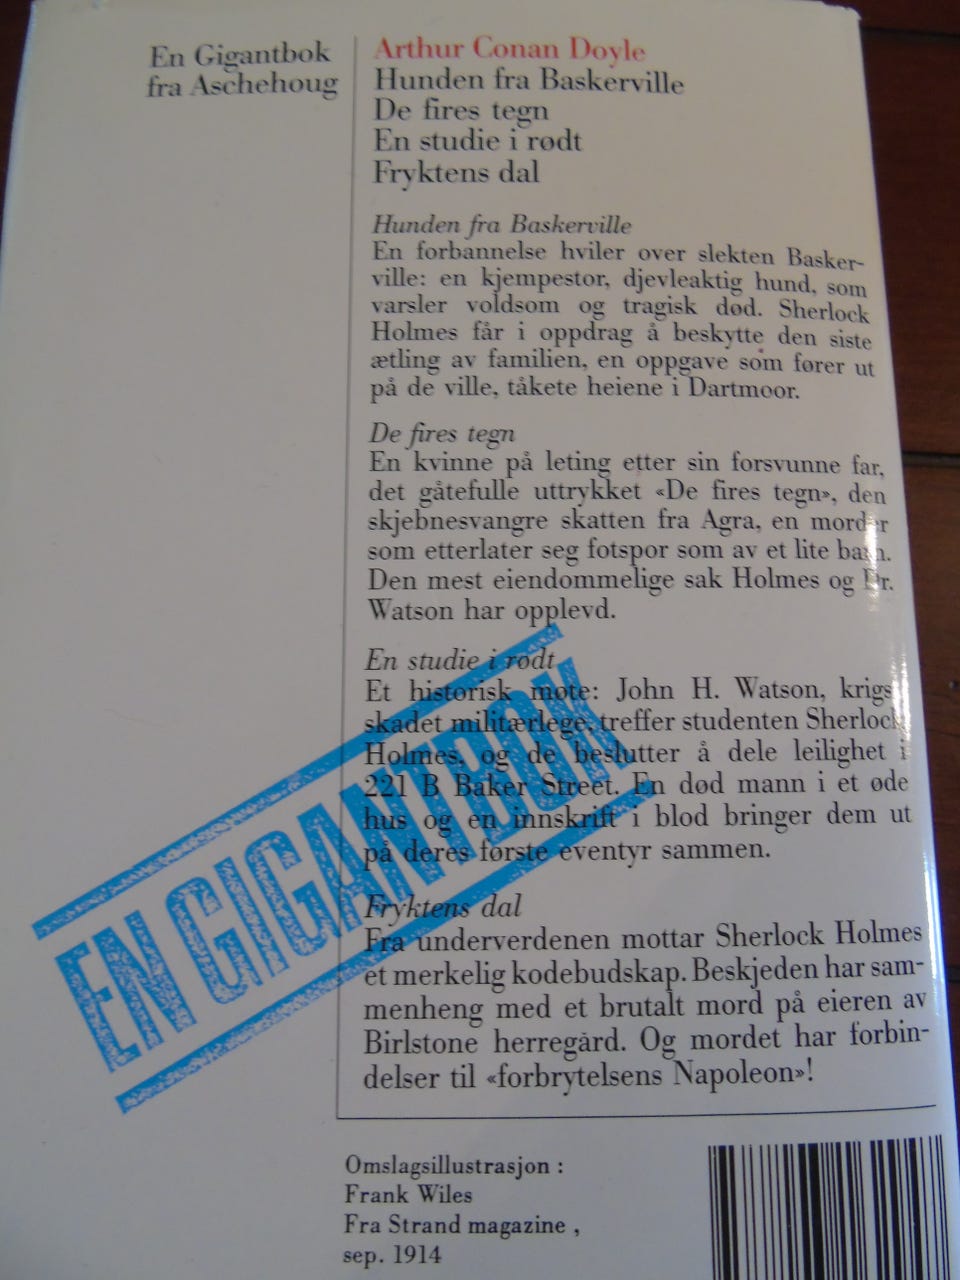 En Gigantbok
fra Aschehoug
Arthur Conan Doyle
Hunden fra Baskerville
De fires tegn
En studie i rødt
Fryktens dal
Hunden fra Baskerville
En forbannelse hviler over slekten Basker-
ville: en kjempestor, djevleaktig hund, som
varsler voldsom og tragisk død. Sherlock
Holmes får i oppdrag å beskytte den siste
ætling av familien, en oppgave som fører ut
på de ville, tåkete heiene i Dartmoor.
De fires tegn
En kvinne på leting etter sin forsvunne far,
det gåtefulle uttrykket «De fires tegn», den
skjebnesvangre skatten fra Agra, en morder
som etterlater seg fotspor som av et lite barn.
Den mest eiendommelige sak Holmes og Dr.
Watson har opplevd.
En studie i rødt
Et historisk møte: John H. Watson, krigs-
skadet militærlege, treffer studenten Sherlock
Holmes, og de beslutter å dele leilighet i
221 B Baker Street. En død mann i et øde
hus og en innskrift i blod bringer dem ut
på deres første eventyr sammen.
Fryktens dal
Fra underverdenen mottar Sherlock Holmes
et merkelig kodebudskap. Beskjeden har sam-
menheng med et brutalt mord på eieren av
Birlstone herregård. Og mordet har forbin-
delser til «forbrytelsens Napoleon»!
EN GIGANTBOK
Omslagsillustrasjon :
Frank Wiles
Fra Strand magazine ,
sep. 1914